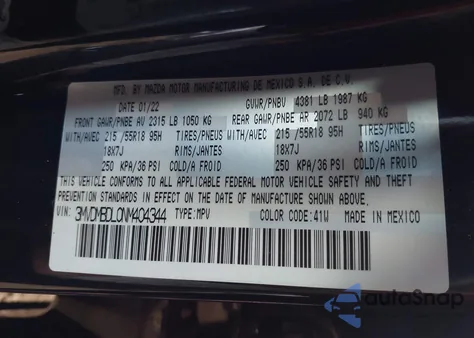 MFD. BY MAZDA MOTOR MANUFACTURING DE MEXICO S.A. DE C.V.
DATE 01/22 GVWR/PNBV 4381 LB 1987 KG
FRONT GAWR/PNBE AV 2315 LB 1050 KG REAR GAWR/PNBE AR 2072 LB 940 KG
WITH/AVEC 215 /55R18 95H TIRES/PNEUS WITH/AVEC 215 /55R18 95H TIRES/PNEUS
18X7J RIMS/JANTES 18X7J RIMS/JANTES
250 KPA/36 PSI COLD/A FROID 250 KPA/36 PSI COLD/A FROID
THIS VEHICLE CONFORMS TO ALL APPLICABLE FEDERAL MOTOR VEHICLE SAFETY AND THEFT
PREVENTION STANDARDS IN EFFECT ON THE DATE OF MANUFACTURE SHOWN ABOVE.
VIN: 3MVDMBDL0NM404344 TYPE: MPV COLOR CODE: 41W MADE IN MEXICO
autaSnap